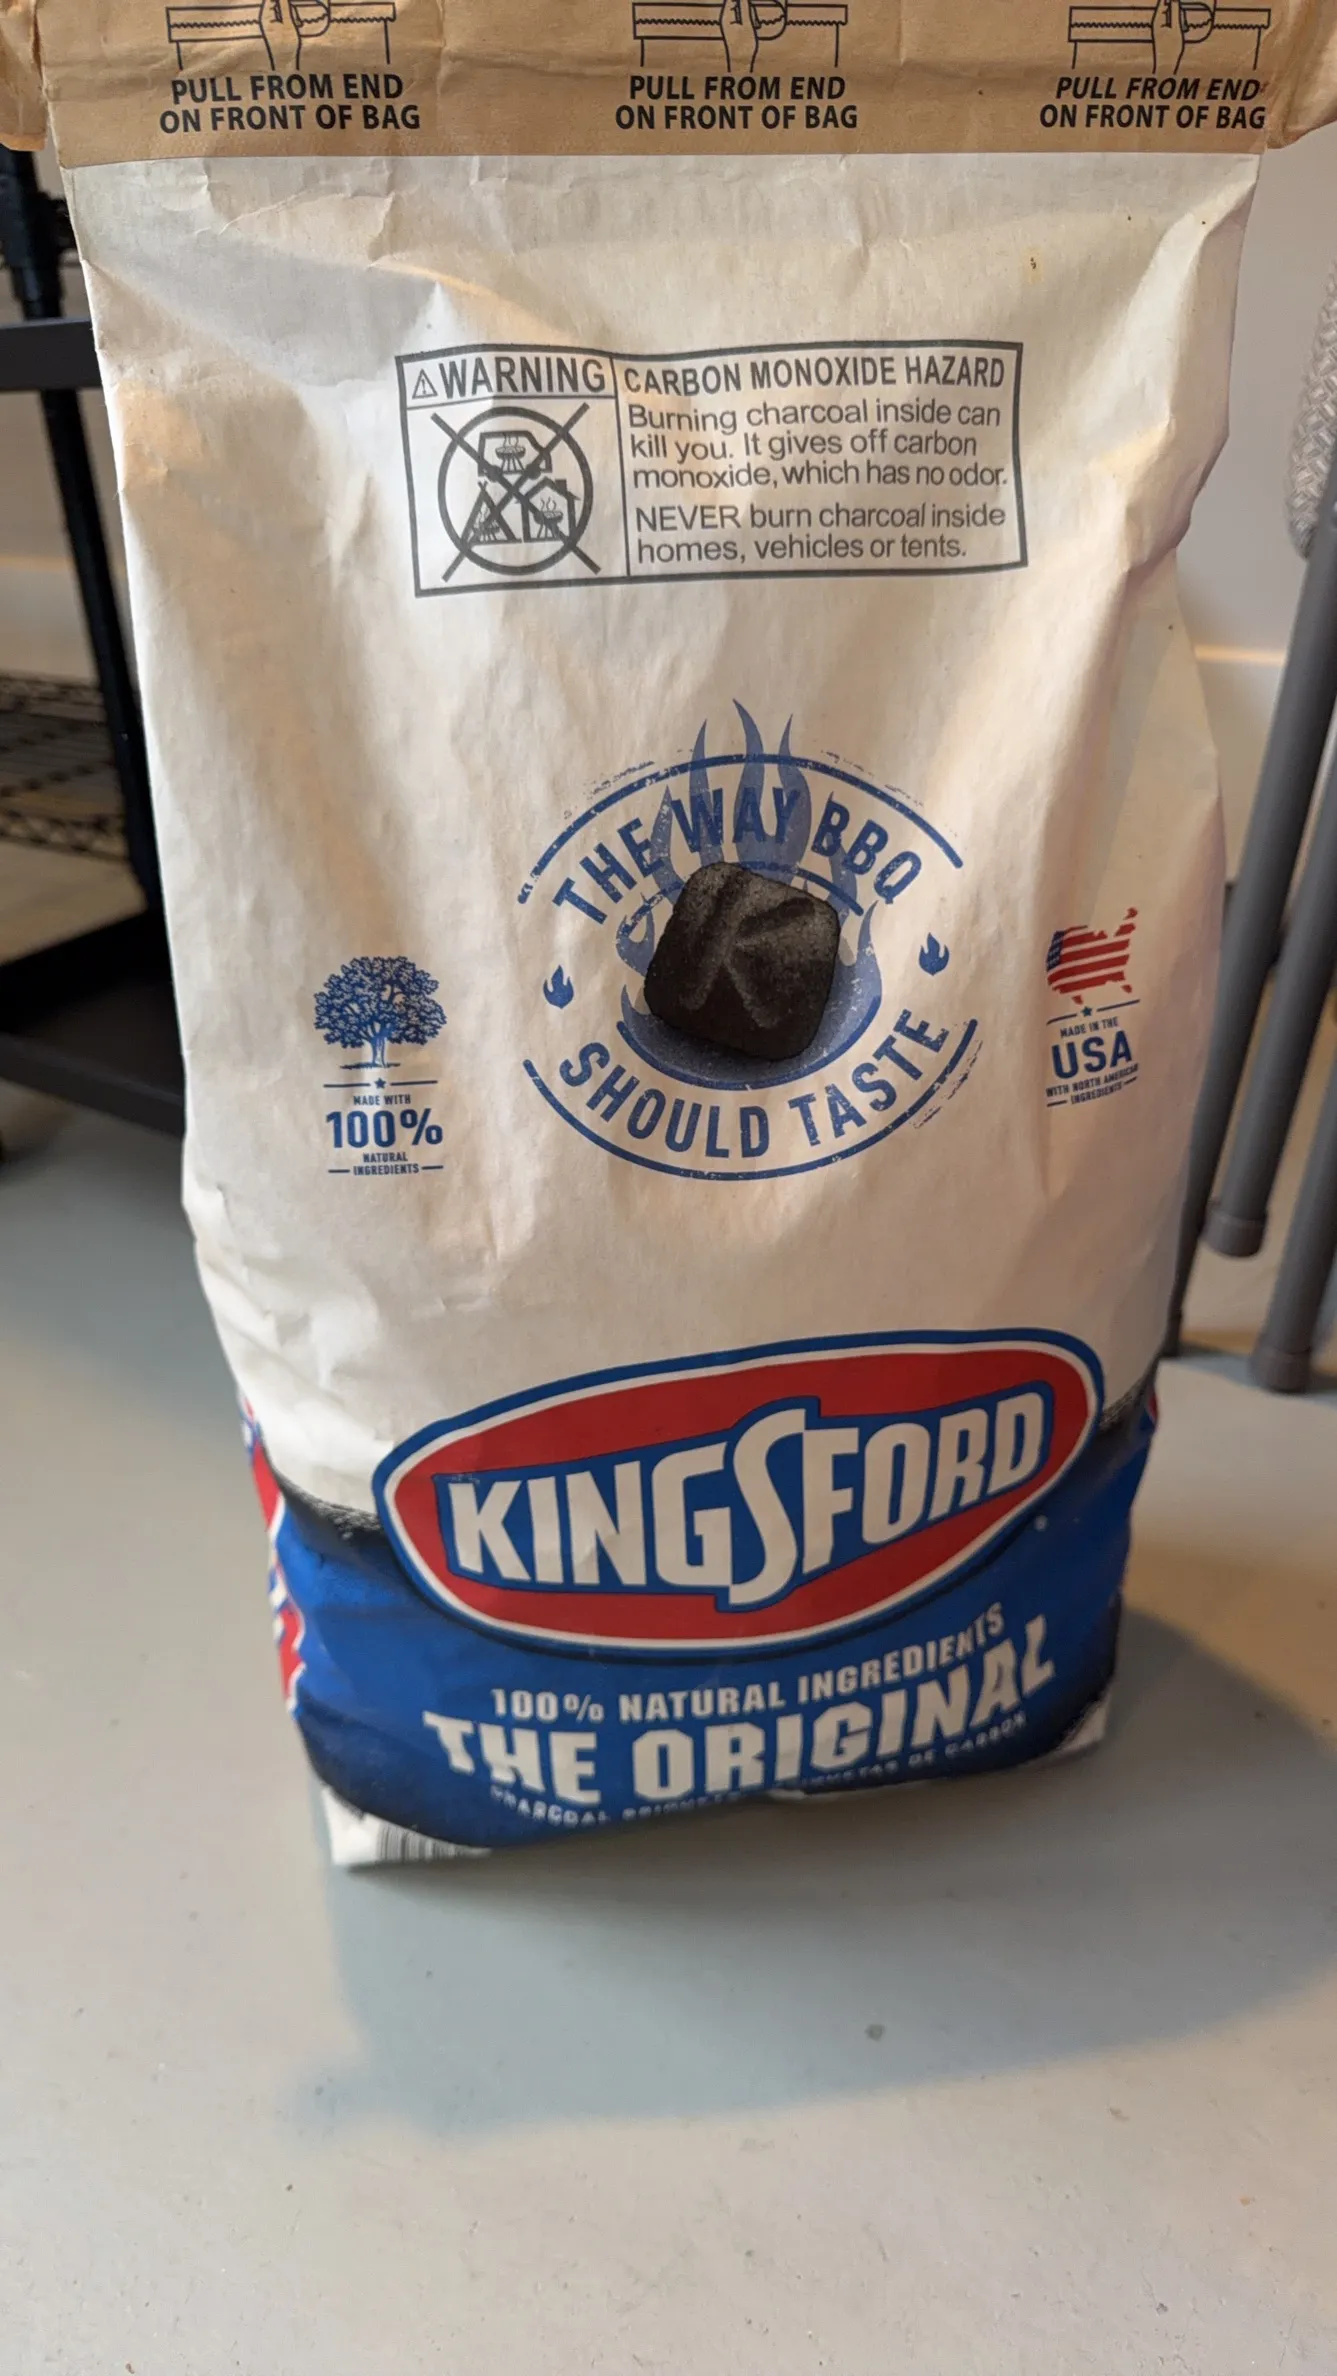 PULL FROM END
ON FRONT OF BAG
PULL FROM END
ON FRONT OF BAG
PULL FROM END
ON FRONT OF BAG
WARNING
CARBON MONOXIDE HAZARD
Burning charcoal inside can
kill you. It gives off carbon
monoxide, which has no odor.
NEVER burn charcoal inside
homes, vehicles or tents.
THE WAY BBQ
K
SHOULD TASTE
MADE WITH
100%
NATURAL
INGREDIENTS
MADE IN THE
USA
WITH NORTH AMERICAN
INGREDIENTS
KINGSFORD
100% NATURAL INGREDIENTS
THE ORIGINAL
CHARCOAL DE CARBON